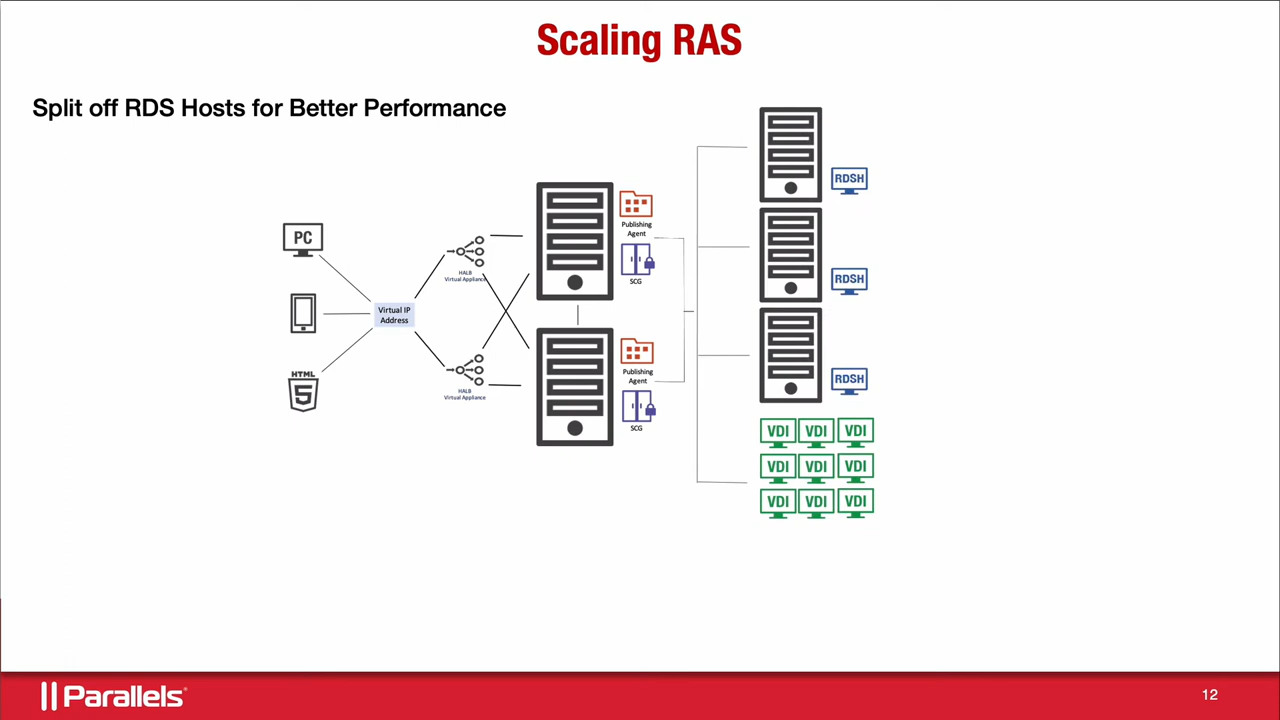 Scaling RAS
Split off RDS Hosts for Better Performance
PC
HTML
5
Virtual IP
Address
HALB
Virtual Appliance
HALB
Virtual Appliance
Publishing
Agent
SCG
Publishing
Agent
SCG
RDSH
RDSH
RDSH
VDI VDI VDI
VDI VDI VDI
VDI VDI VDI
Parallels®
12